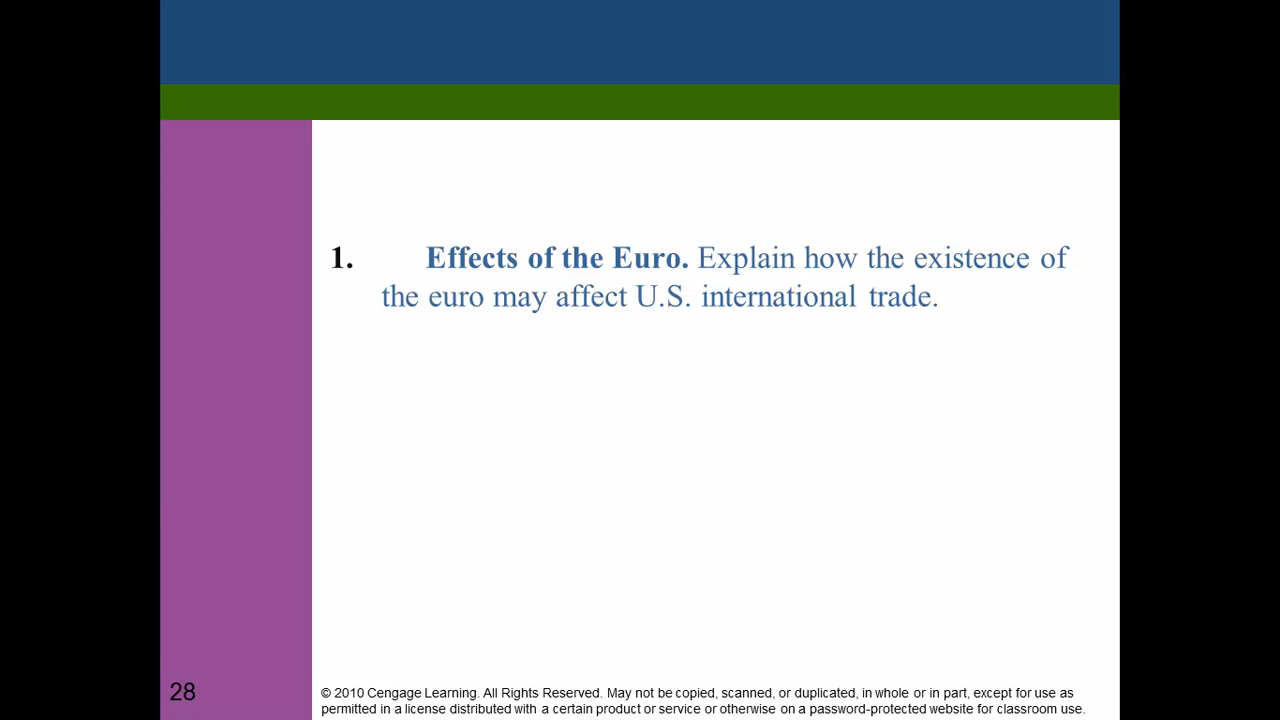 1. Effects of the Euro. Explain how the existence of
the euro may affect U.S. international trade.
28
© 2010 Cengage Learning. All Rights Reserved. May not be copied, scanned, or duplicated, in whole or in part, except for use as
permitted in a license distributed with a certain product or service or otherwise on a password-protected website for classroom use.